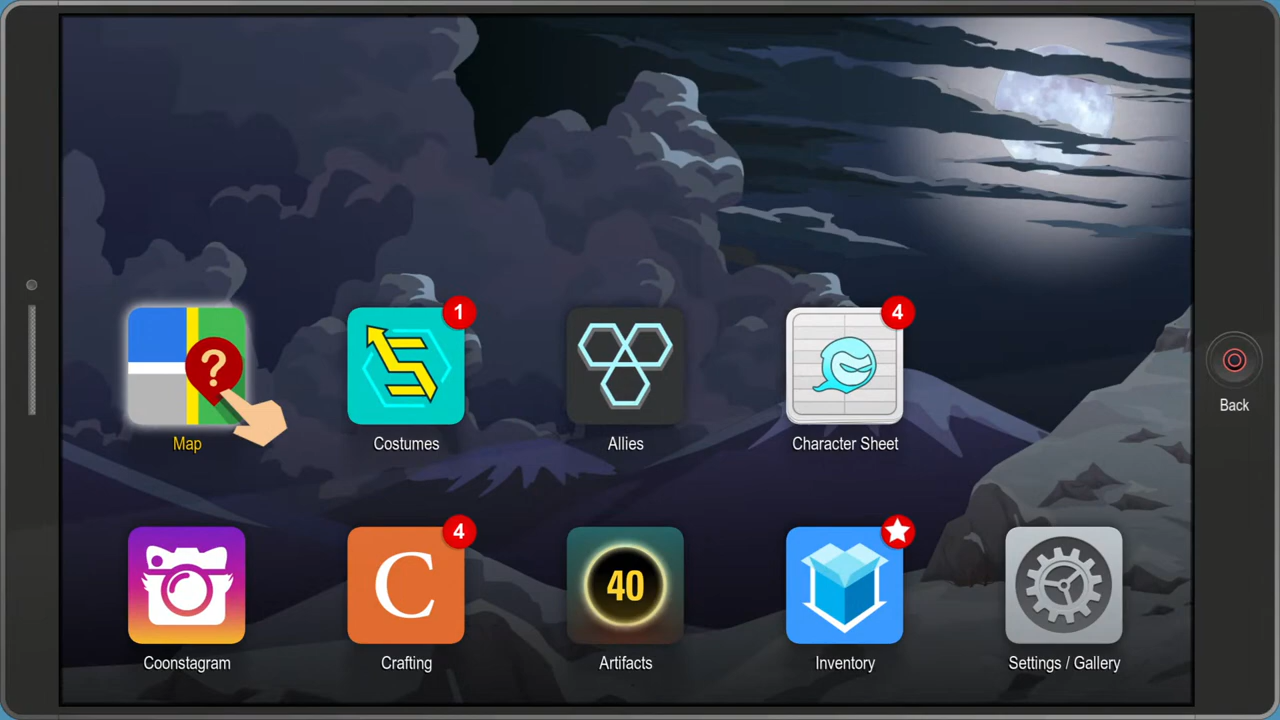 ?
1
4
Map
Costumes
Allies
Character Sheet
Back
4
C
40
Coonstagram
Crafting
Artifacts
Inventory
Settings / Gallery